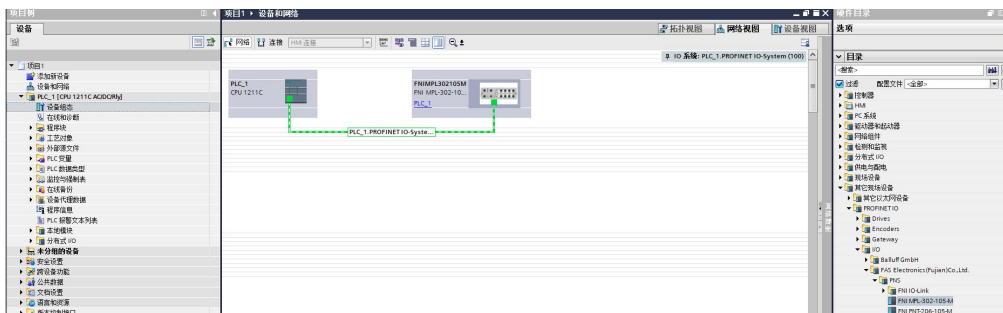 项目树
项目1 ▸ 设备和网络
硬件目录
设备
拓扑视图
网络视图
设备视图
选项
网络
连接
HMI 连接
IO 系统: PLC_1.PROFINET IO-System (100)
目录
<搜索>
过滤
配置文件
<全部>
项目1
添加新设备
设备和网络
PLC_1 [CPU 1211C AC/DC/Rly]
设备组态
在线和诊断
程序块
工艺对象
外部源文件
PLC 变量
PLC 数据类型
监控与强制表
在线备份
设备代理数据
程序信息
PLC 报警文本列表
本地模块
分布式 I/O
未分组的设备
安全设置
跨设备功能
公共数据
文档设置
语言和资源
版本控制接口
PLC_1
CPU 1211C
FNIMPL302105M
FNI MPL-302-10...
PLC_1
PLC_1.PROFINET IO-Syste...
控制器
HMI
PC 系统
驱动器和起动器
网络组件
检测和监视
分布式 I/O
供电与配电
现场设备
其它现场设备
其它以太网设备
PROFINET IO
Drives
Encoders
Gateway
I/O
Balluff GmbH
FAS Electronics(Fujian)Co.,Ltd.
PNS
FNI IO-Link
FNI MPL-302-105-M
FNI PNT-206-105-M